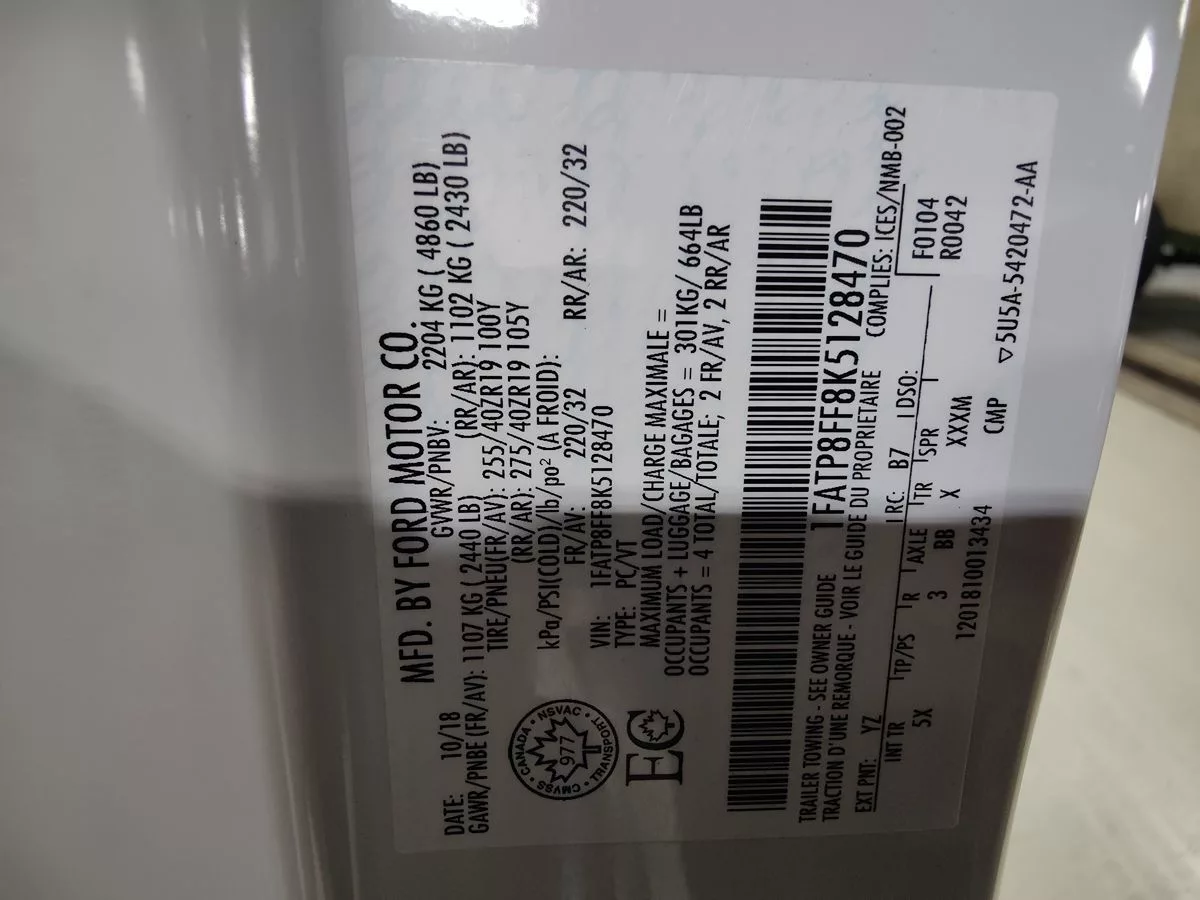 MFD. BY FORD MOTOR CO.
DATE: 10/18 GVWR/PNBV: 2204 KG ( 4860 LB)
GAWR/PNBE (FR/AV): 1107 KG ( 2440 LB) (RR/AR): 1102 KG ( 2430 LB)
TIRE/PNEU(FR/AV): 255/40ZR19 100Y
(RR/AR): 275/40ZR19 105Y
kPa/PSI(COLD)/lb/po² (A FROID):
FR/AV: 220/32 RR/AR: 220/32
VIN: 1FATP8FF8K5128470
TYPE: PC/VT
MAXIMUM LOAD/CHARGE MAXIMALE =
OCCUPANTS + LUGGAGE/BAGAGES = 301KG/ 664LB
OCCUPANTS = 4 TOTAL/TOTALE; 2 FR/AV, 2 RR/AR
CANADA • NSVAC • TRANSPORT • CMVSS
977
EC
1FATP8FF8K5128470
TRAILER TOWING - SEE OWNER GUIDE
TRACTION D'UNE REMORQUE - VOIR LE GUIDE DU PROPRIETAIRE COMPLIES: ICES/NMB-002
EXT PNT: YZ RC: B7 DSO: F0104
INT TR TP/PS R AXLE TR SPR R0042
5X 3 BB X XXXM
1201810013434 CMP ▽5U5A-5420472-AA